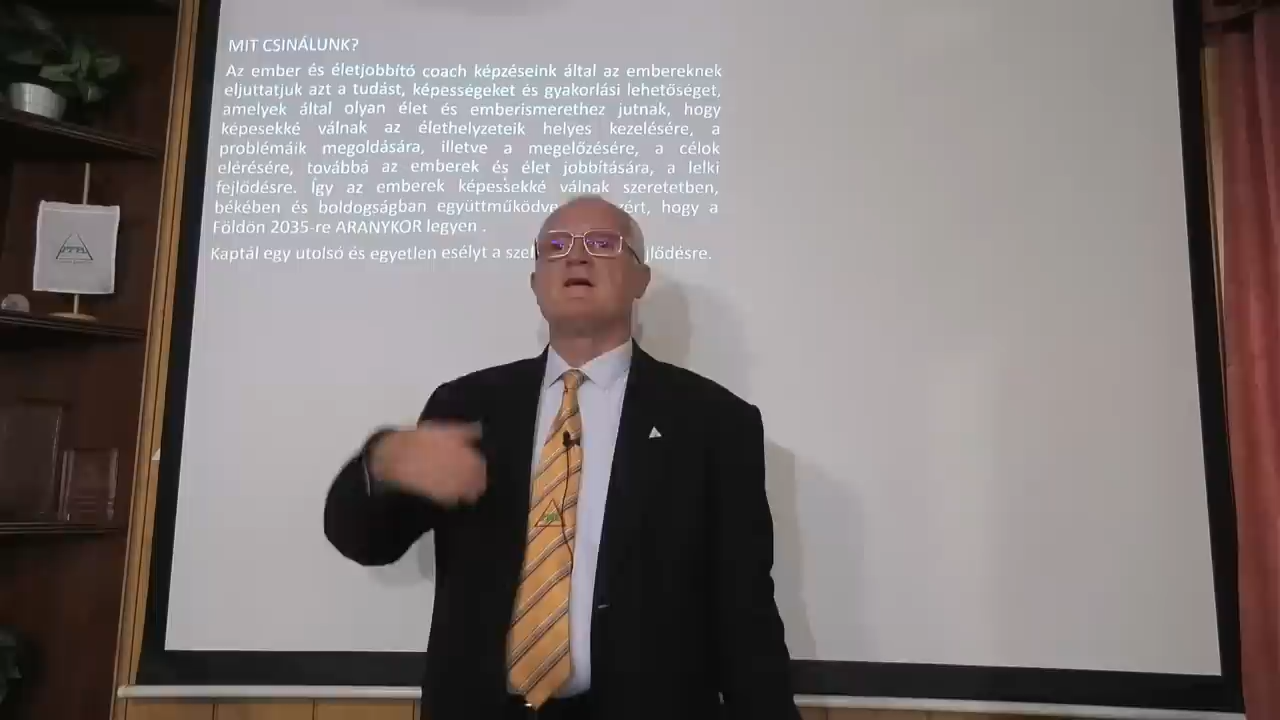 MIT CSINÁLUNK?
Az ember és életjobbító coach képzéseink által az embereknek
eljuttatjuk azt a tudást, képességeket és gyakorlási lehetőséget,
amelyek által olyan élet és emberismerethez jutnak, hogy
képesekké válnak az élethelyzeteik helyes kezelésére, a
problémáik megoldására, illetve a megelőzésére, a célok
elérésére, továbbá az emberek és élet jobbítására, a lelki
fejlődésre. Így az emberek képessekké válnak szeretetben,
békében és boldogságban együttműködve hogy a
Földön 2035-re ARANYKOR legyen .
Kaptál egy utolsó és egyetlen esélyt a